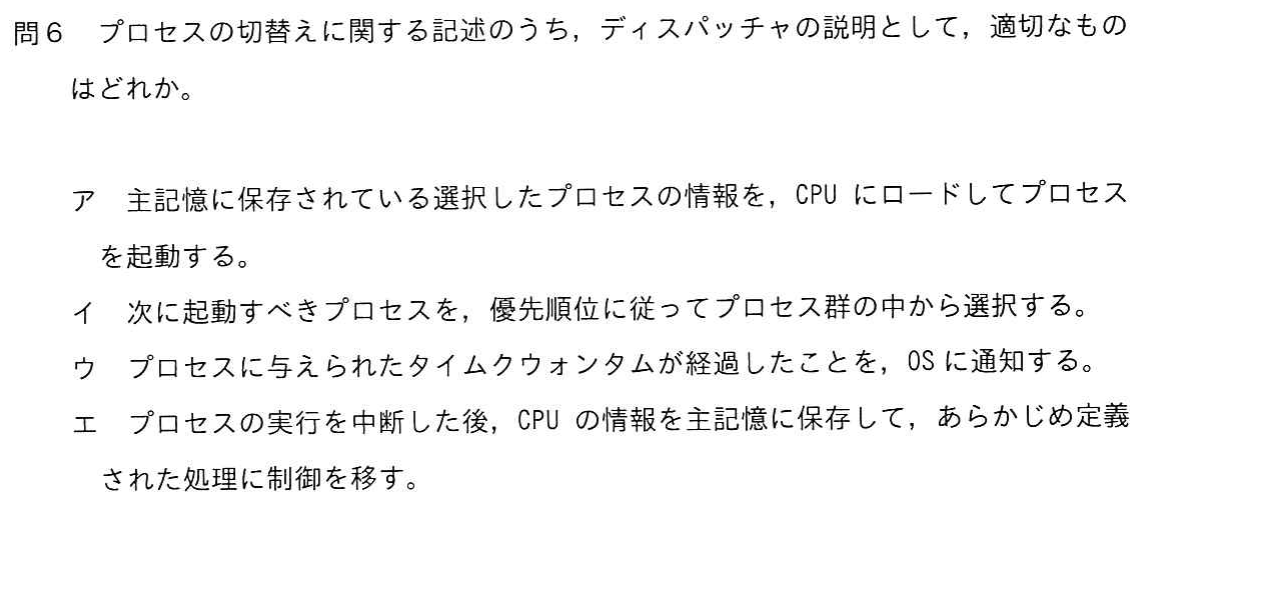 問6　プロセスの切替えに関する記述のうち，ディスパッチャの説明として，適切なもの
はどれか。
ア　主記憶に保存されている選択したプロセスの情報を，CPU にロードしてプロセス
を起動する。
イ　次に起動すべきプロセスを，優先順位に従ってプロセス群の中から選択する。
ウ　プロセスに与えられたタイムクウォンタムが経過したことを，OS に通知する。
エ　プロセスの実行を中断した後，CPU の情報を主記憶に保存して，あらかじめ定義
された処理に制御を移す。